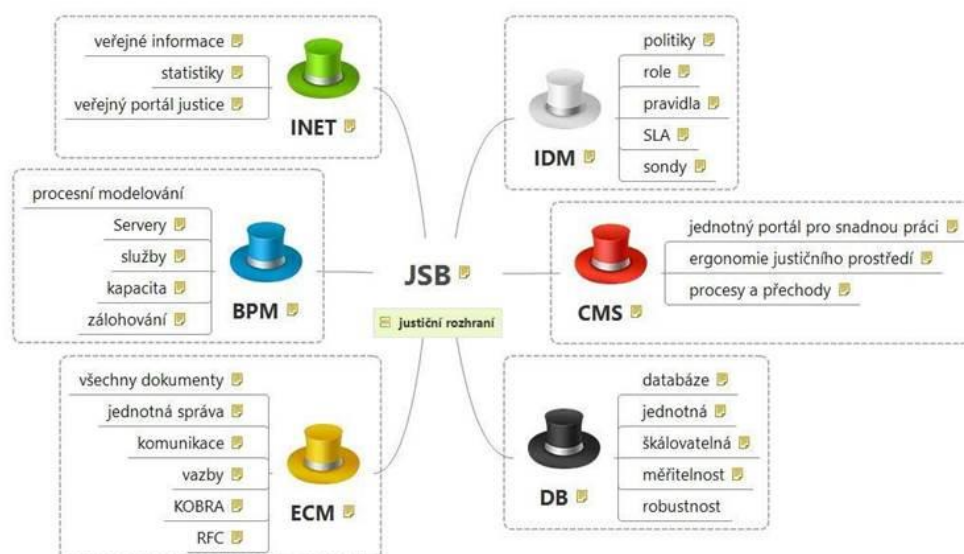 veřejné informace
statistiky
veřejný portál justice
INET
politiky
role
pravidla
SLA
sondy
IDM
procesní modelování
Servery
služby
kapacita
zálohování
BPM
JSB
justiční rozhraní
jednotný portál pro snadnou práci
ergonomie justičního prostředí
procesy a přechody
CMS
všechny dokumenty
jednotná správa
komunikace
vazby
KOBRA
RFC
ECM
databáze
jednotná
škálovatelná
měřitelnost
robustnost
DB